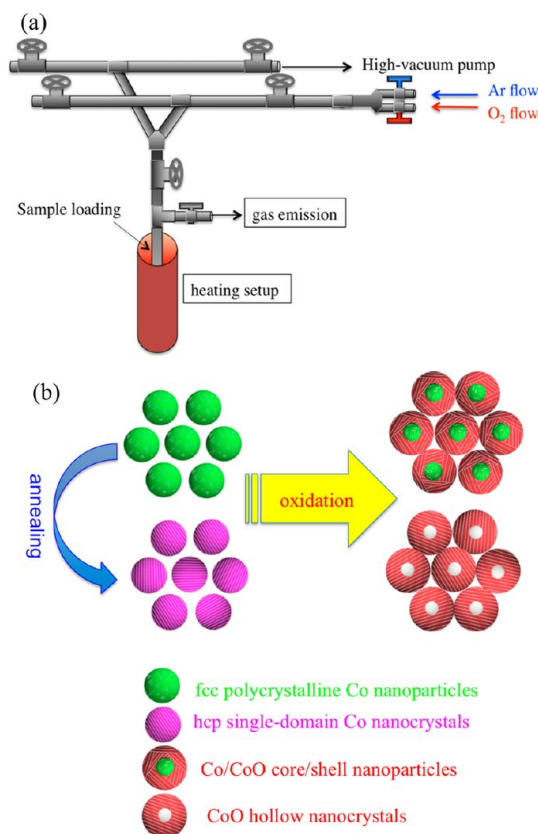 (a)
High-vacuum pump
Ar flow
O₂ flow
Sample loading
gas emission
heating setup
(b)
annealing
oxidation
fcc polycrystalline Co nanoparticles
hcp single-domain Co nanocrystals
Co/CoO core/shell nanoparticles
CoO hollow nanocrystals